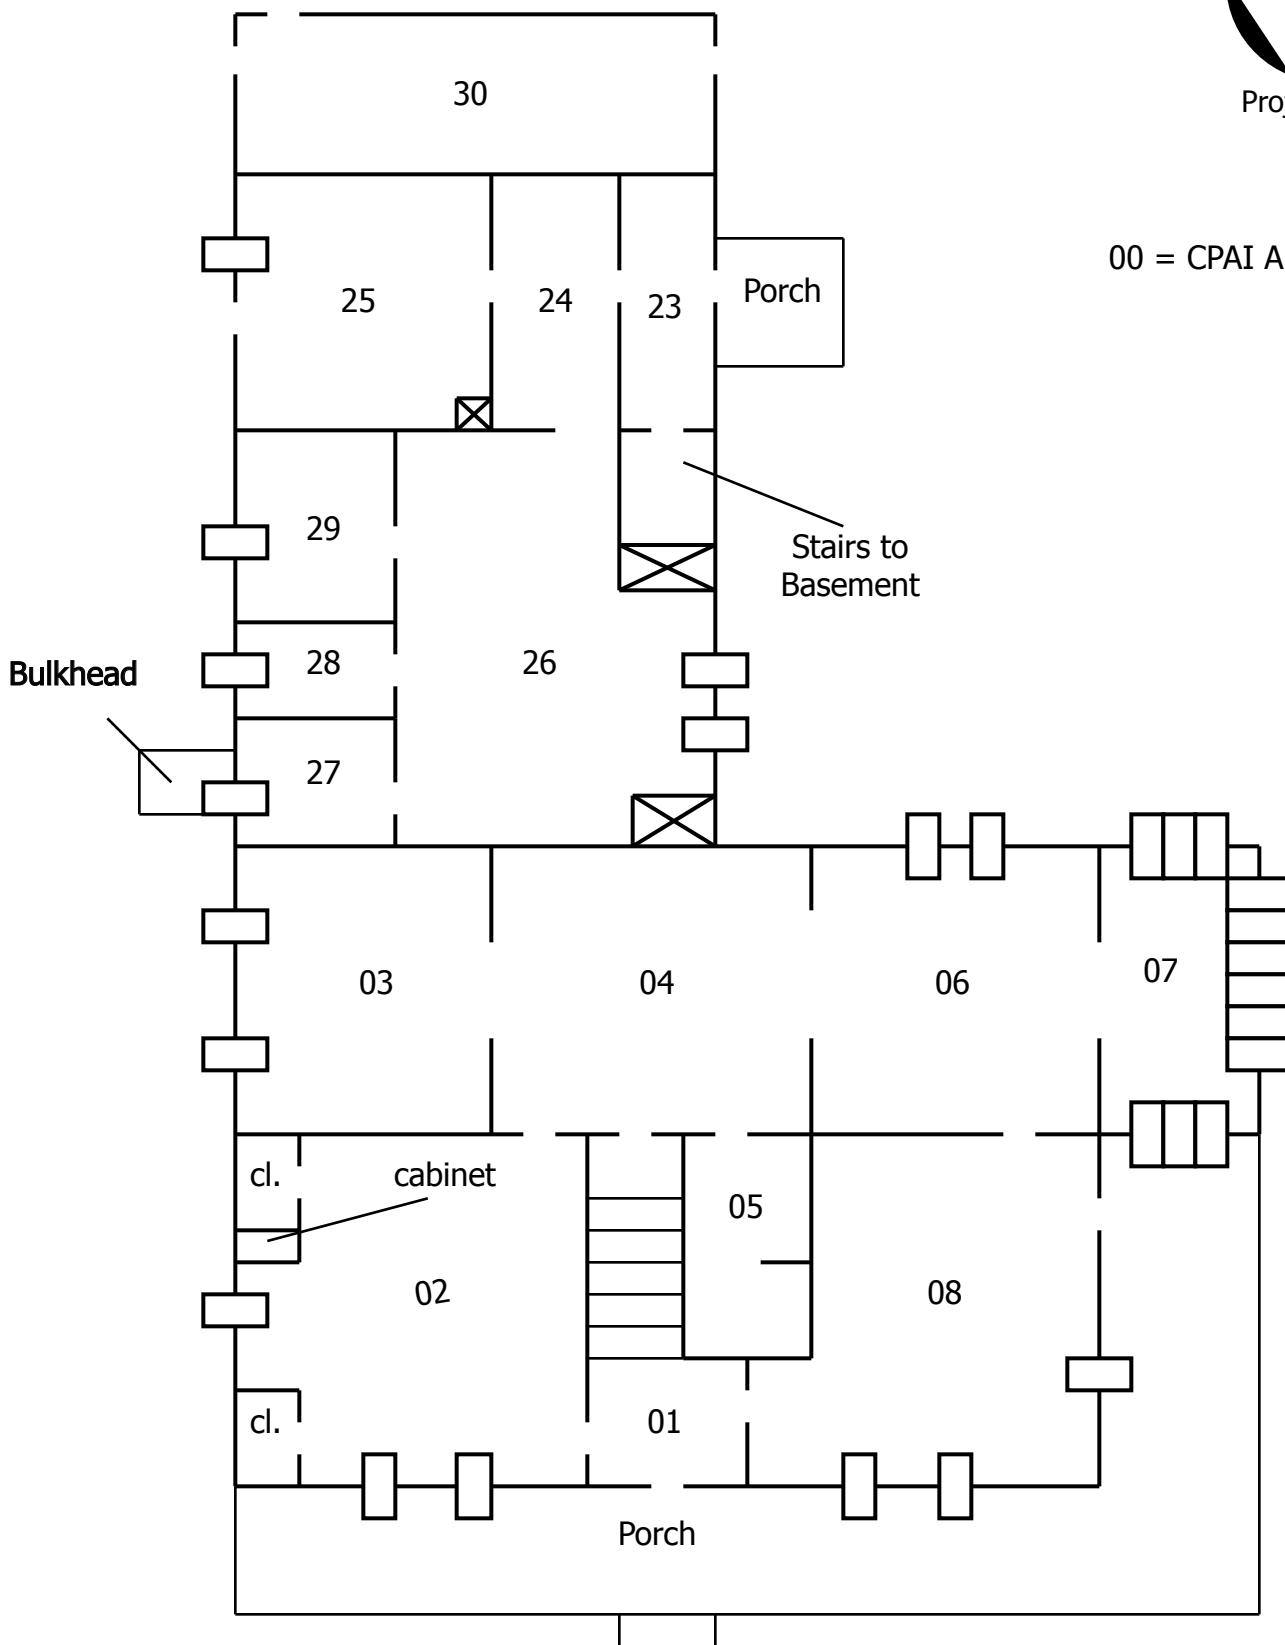 30
Pro
00 = CPAI A
25
24
23
Porch
29
Stairs to
Basement
28
26
Bulkhead
27
03
04
06
07
cl.
cabinet
05
02
08
cl.
01
Porch